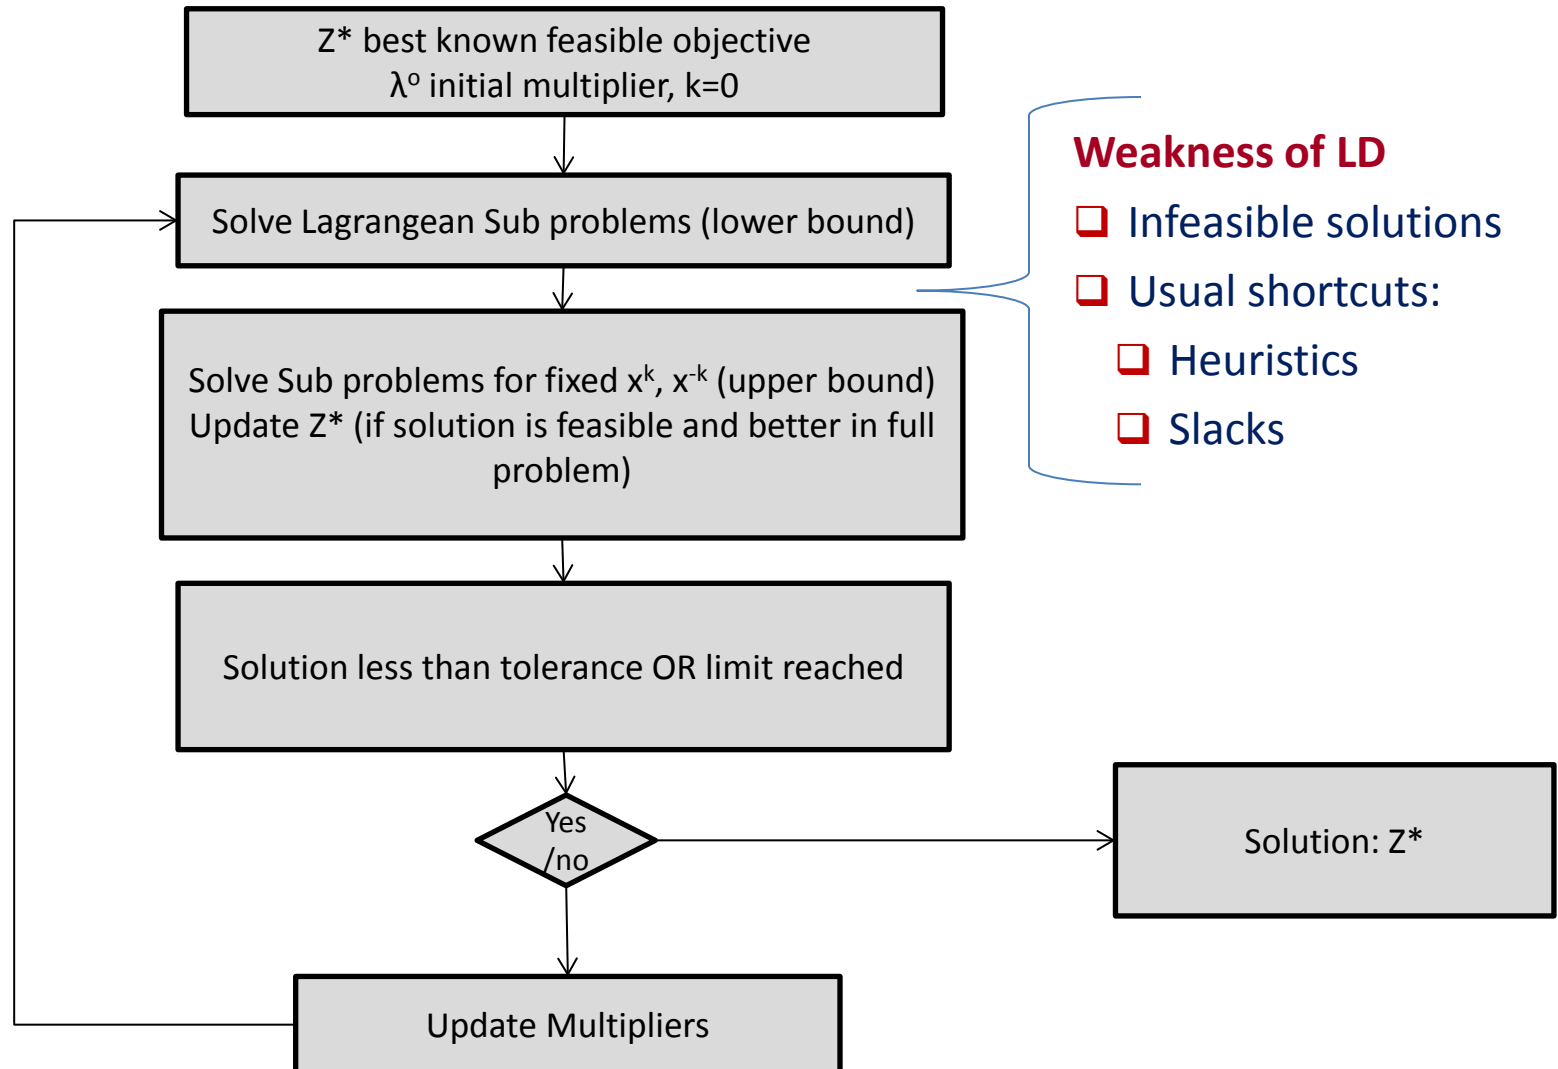 Z* best known feasible objective
λº initial multiplier, k=0
Solve Lagrangean Sub problems (lower bound)
Solve Sub problems for fixed xᵏ, x⁻ᵏ (upper bound)
Update Z* (if solution is feasible and better in full
problem)
Solution less than tolerance OR limit reached
Yes
/no
Solution: Z*
Update Multipliers
Weakness of LD
Infeasible solutions
Usual shortcuts:
Heuristics
Slacks